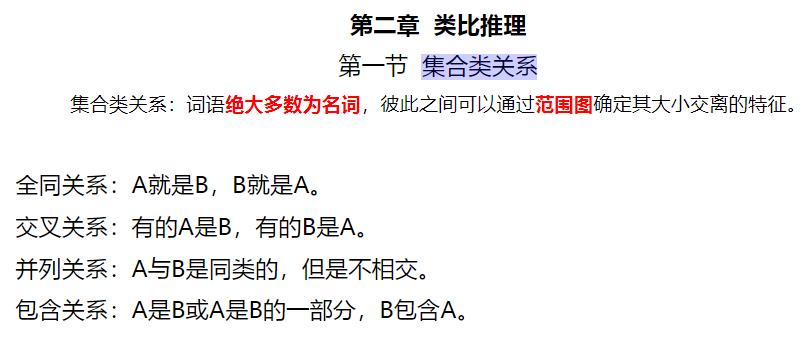 第二章 类比推理
第一节 集合类关系
集合类关系：词语绝大多数为名词，彼此之间可以通过范围图确定其大小交离的特征。
全同关系：A就是B，B就是A。
交叉关系：有的A是B，有的B是A。
并列关系：A与B是同类的，但是不相交。
包含关系：A是B或A是B的一部分，B包含A。